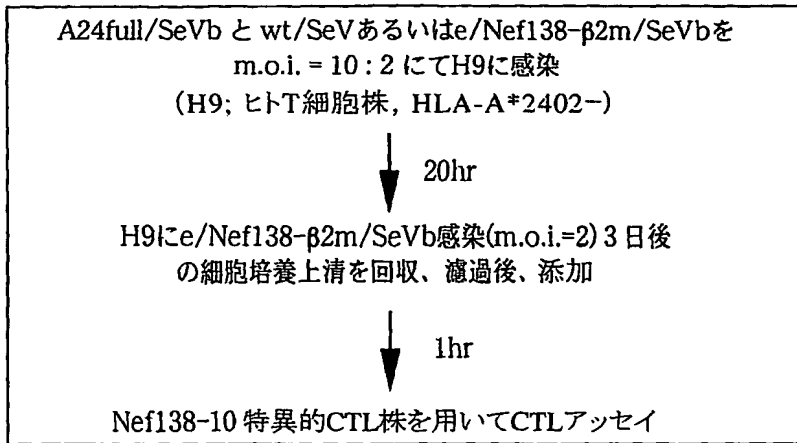 A24full/SeVb と wt/SeVあるいはe/Nef138-β2m/SeVbを
m.o.i. = 10 : 2 にてH9に感染
(H9; ヒトT細胞株, HLA-A*2402-)
20hr
H9にe/Nef138-β2m/SeVb感染(m.o.i.=2) 3 日後
の細胞培養上清を回収、濾過後、添加
1hr
Nef138-10 特異的CTL株を用いてCTLアッセイ